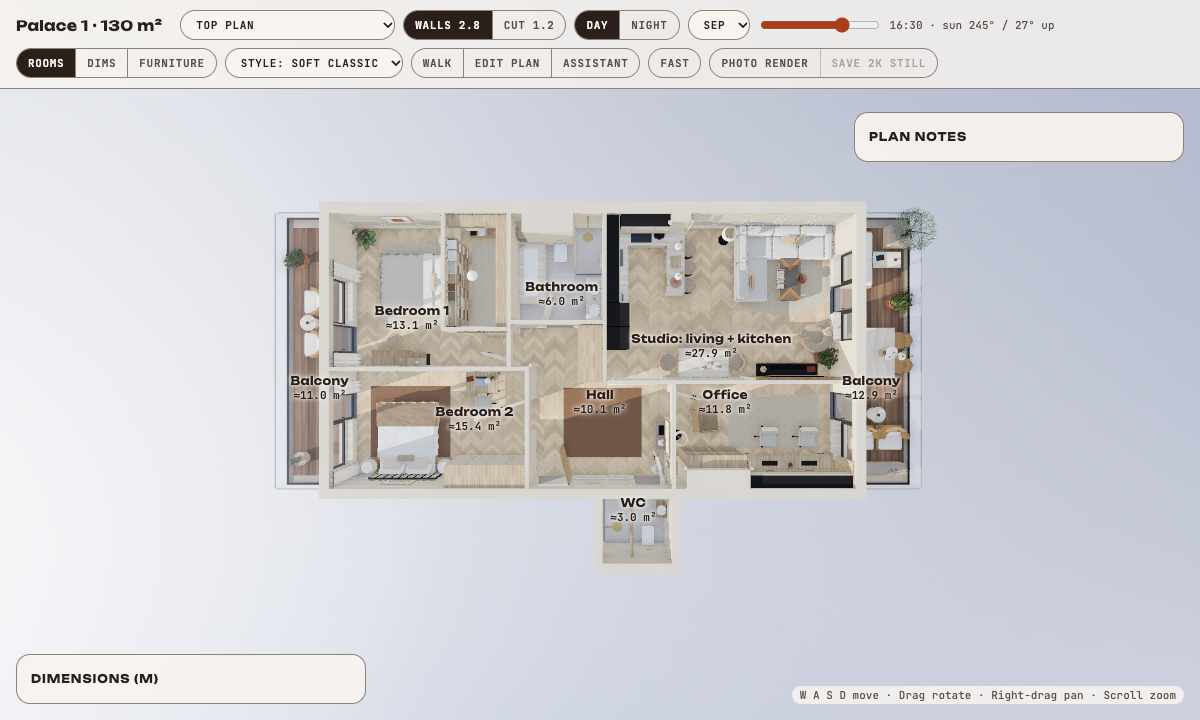 Palace 1 · 130 m²
TOP PLAN
WALLS 2.8
CUT 1.2
DAY
NIGHT
SEP
16:30 · sun 245° / 27° up
ROOMS
DIMS
FURNITURE
STYLE: SOFT CLASSIC
WALK
EDIT PLAN
ASSISTANT
FAST
PHOTO RENDER
SAVE 2K STILL
PLAN NOTES
Bathroom
≈6.0 m²
Bedroom 1
≈13.1 m²
Studio: living + kitchen
≈27.9 m²
Balcony
≈11.0 m²
Balcony
≈12.9 m²
Hall
≈10.1 m²
Office
≈11.8 m²
Bedroom 2
≈15.4 m²
WC
≈3.0 m²
DIMENSIONS (M)
W A S D move · Drag rotate · Right-drag pan · Scroll zoom